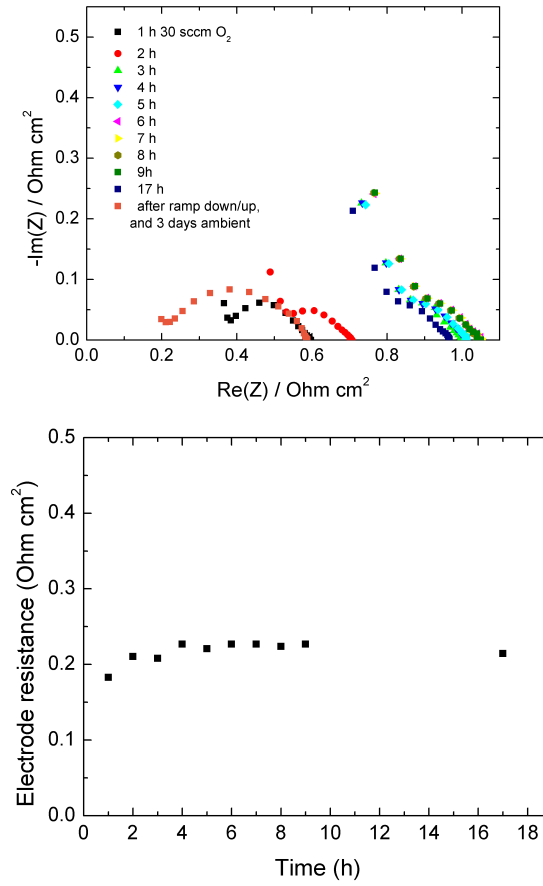 0.5
0.4
0.3
0.2
0.1
0.0
-Im(Z) / Ohm cm²
1 h 30 sccm O₂
2 h
3 h
4 h
5 h
6 h
7 h
8 h
9h
17 h
after ramp down/up,
and 3 days ambient
0.0 0.2 0.4 0.6 0.8 1.0
Re(Z) / Ohm cm²
0.5
0.4
0.3
0.2
0.1
0.0
Electrode resistance (Ohm cm²)
0 2 4 6 8 10 12 14 16 18
Time (h)